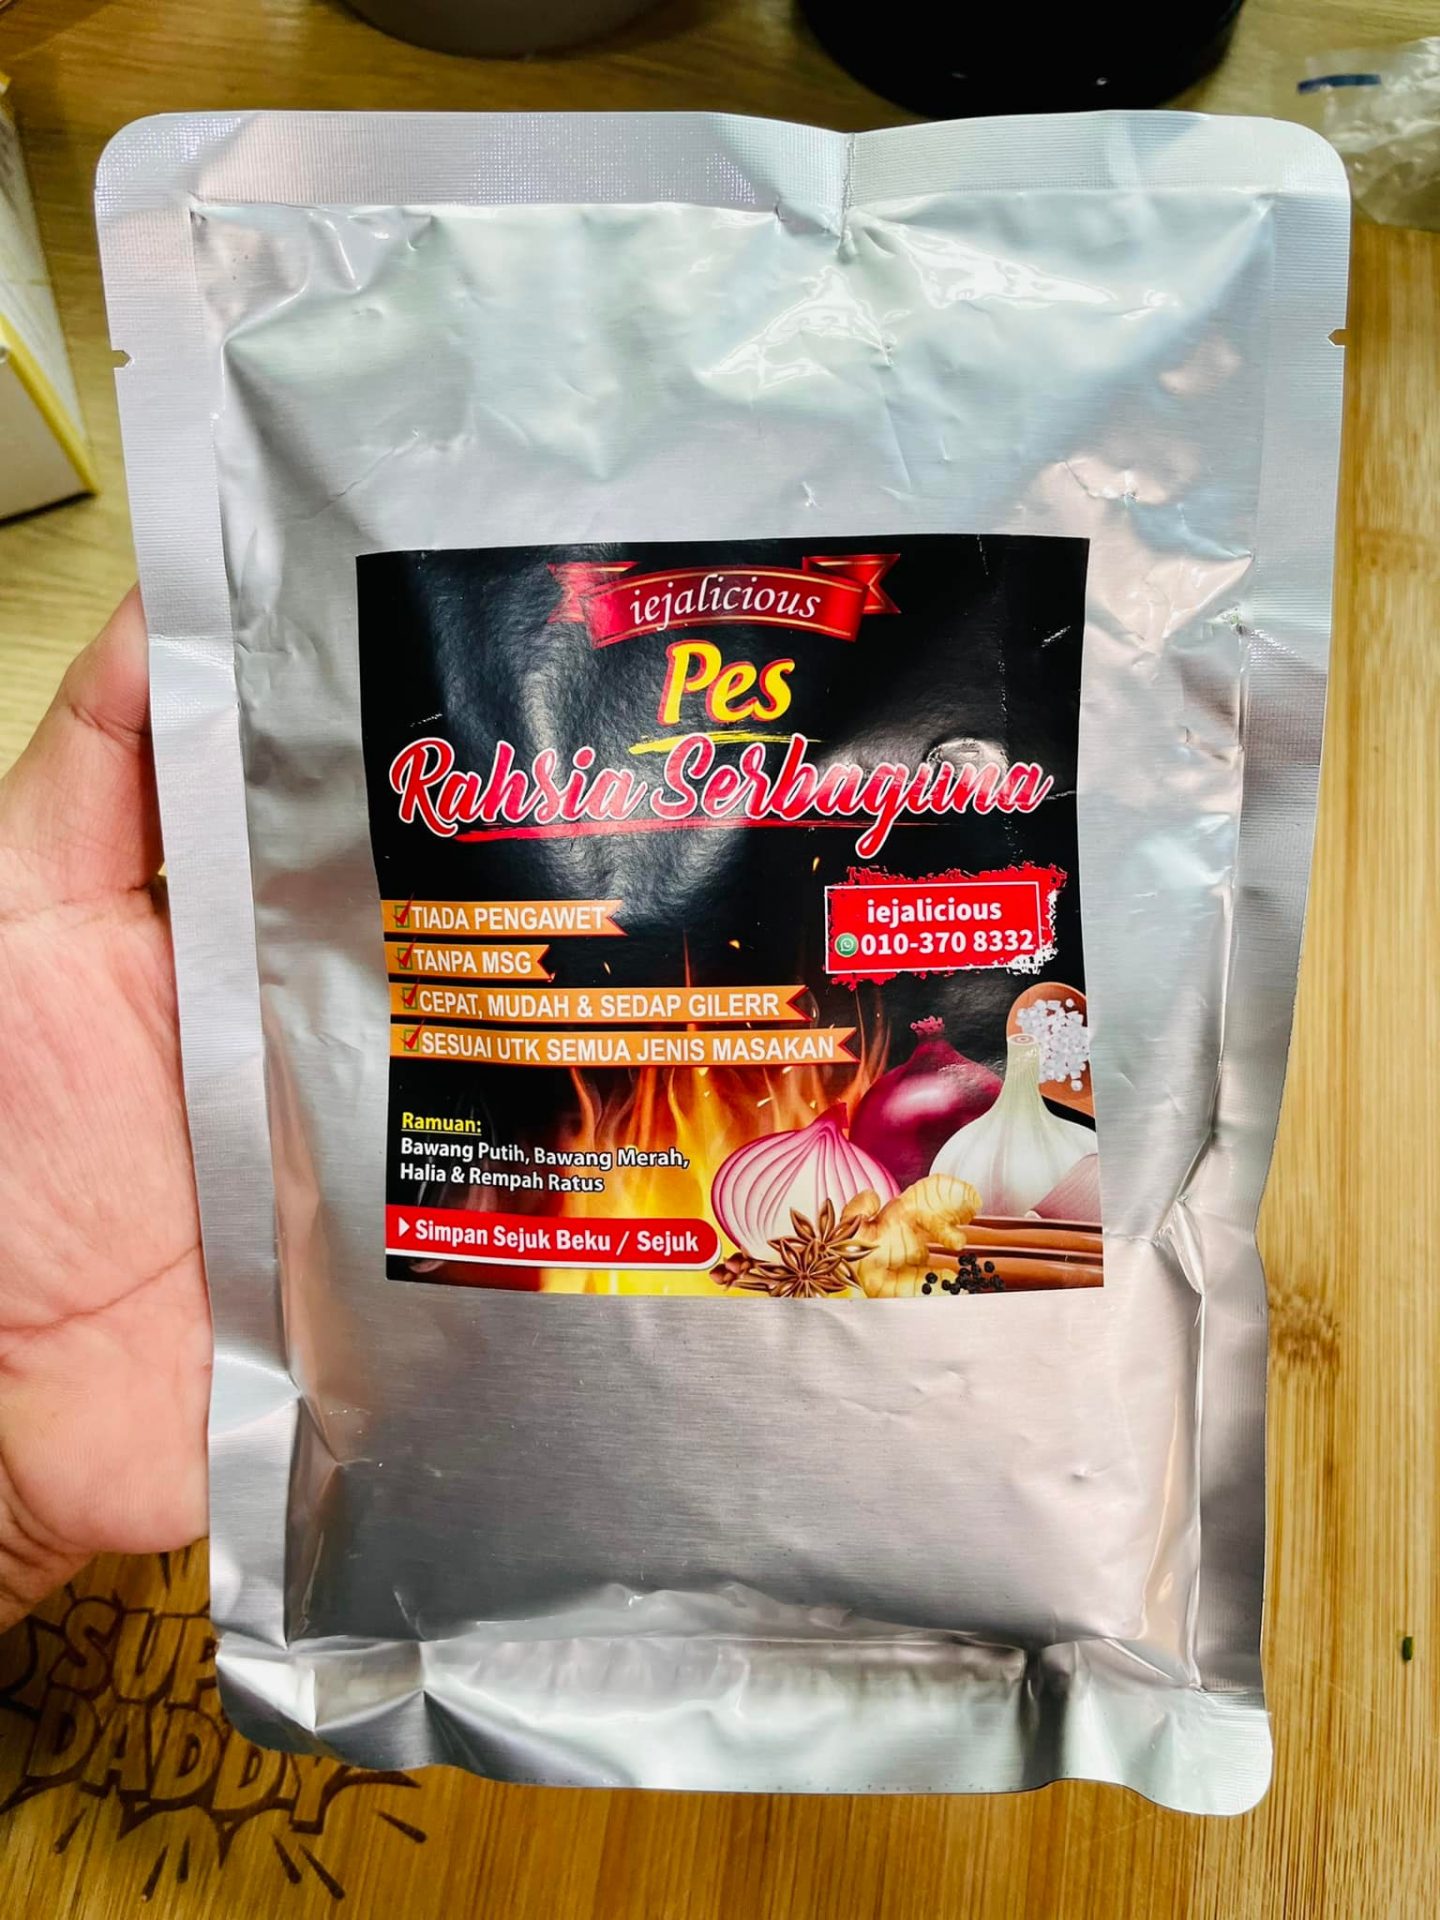 iejalicious
Pes
Rahsia Serbaguna
TIADA PENGAWET
TANPA MSG
CEPAT, MUDAH & SEDAP GILERR
SESUAI UTK SEMUA JENIS MASAKAN
iejalicious
010-370 8332
Ramuan:
Bawang Putih, Bawang Merah,
Halia & Rempah Ratus
Simpan Sejuk Beku / Sejuk
DADDY